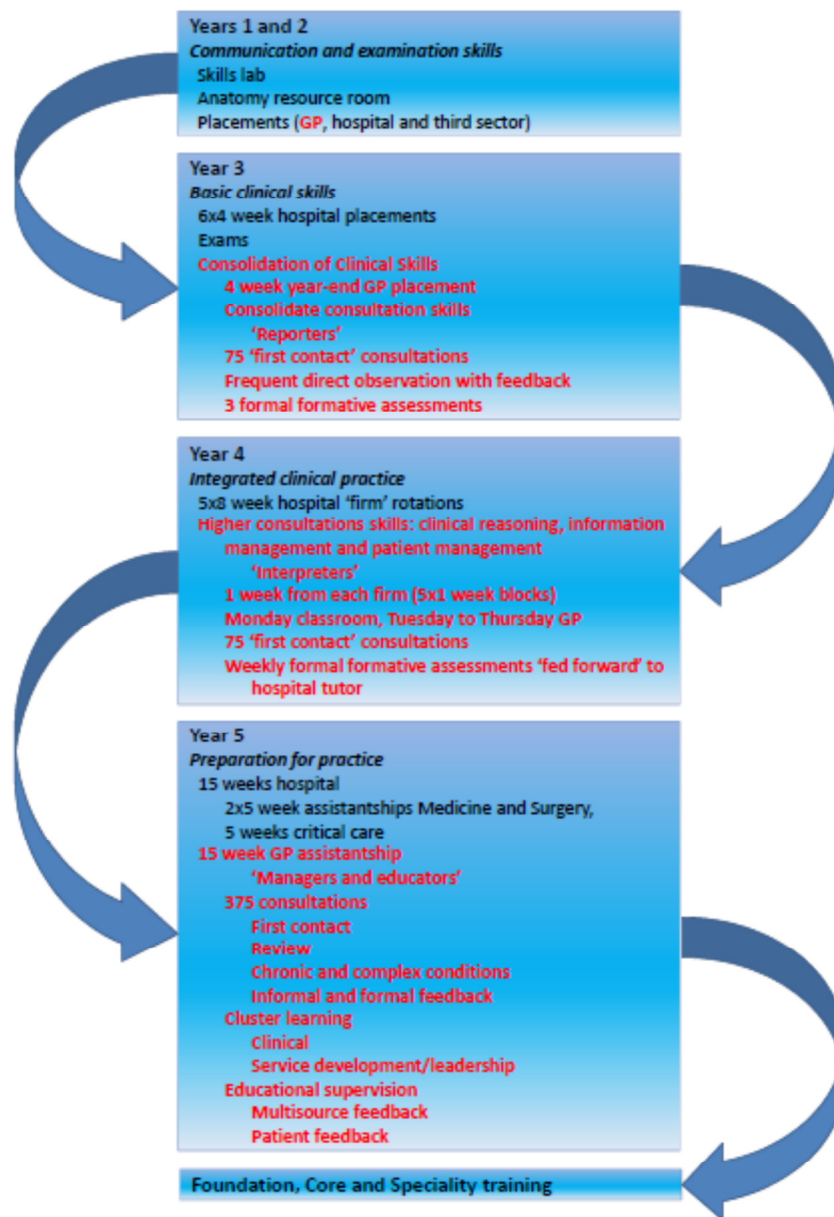 Years 1 and 2
Communication and examination skills
Skills lab
Anatomy resource room
Placements (GP, hospital and third sector)
Year 3
Basic clinical skills
6x4 week hospital placements
Exams
Consolidation of Clinical Skills
4 week year-end GP placement
Consolidate consultation skills
‘Reporters’
75 ‘first contact’ consultations
Frequent direct observation with feedback
3 formal formative assessments
Year 4
Integrated clinical practice
5x8 week hospital ‘firm’ rotations
Higher consultations skills: clinical reasoning, information
management and patient management
‘Interpreters’
1 week from each firm (5x1 week blocks)
Monday classroom, Tuesday to Thursday GP
75 ‘first contact’ consultations
Weekly formal formative assessments ‘fed forward’ to
hospital tutor
Year 5
Preparation for practice
15 weeks hospital
2x5 week assistantships Medicine and Surgery,
5 weeks critical care
15 week GP assistantship
‘Managers and educators’
375 consultations
First contact
Review
Chronic and complex conditions
Informal and formal feedback
Cluster learning
Clinical
Service development/leadership
Educational supervision
Multisource feedback
Patient feedback
Foundation, Core and Speciality training